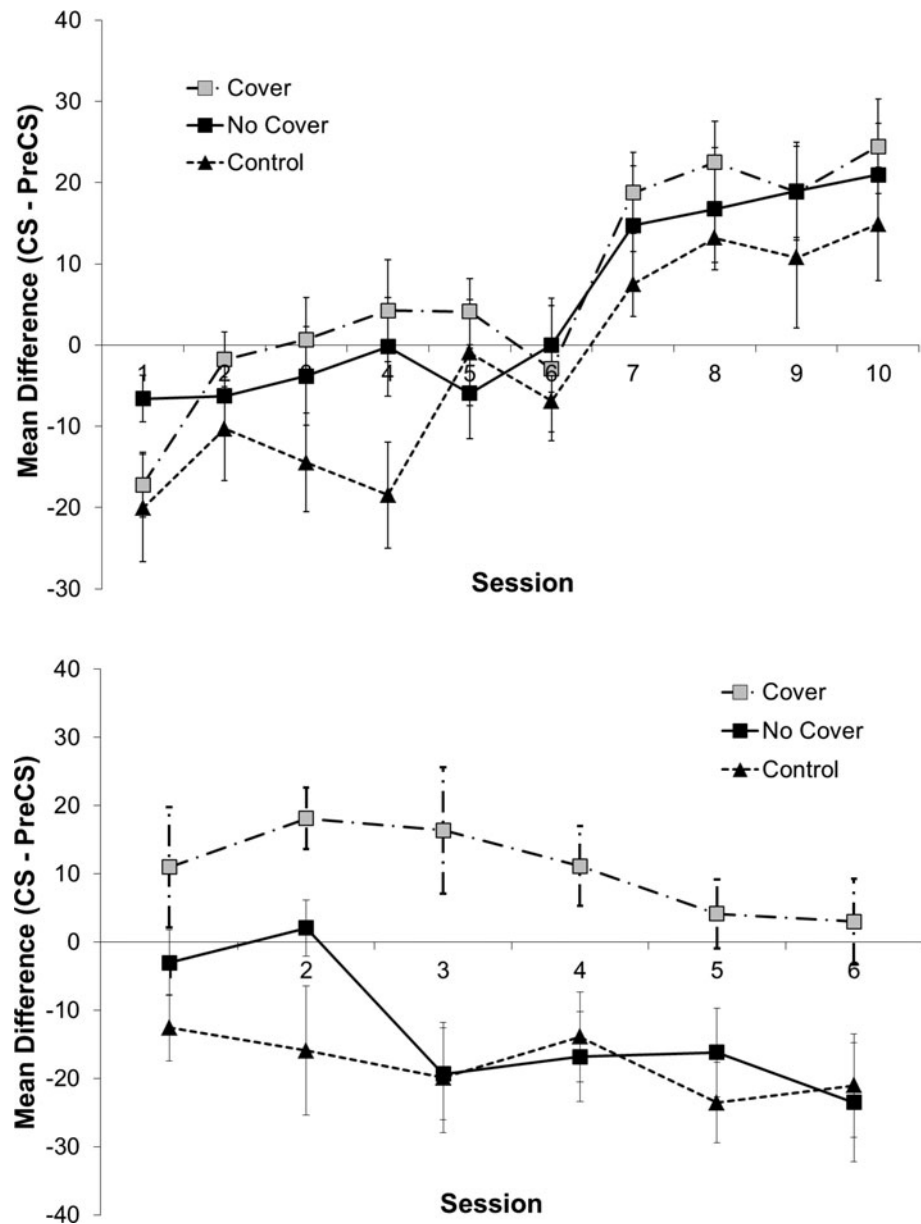 40
30
20
10
0
-10
-20
-30
Mean Difference (CS - PreCS)
Cover
No Cover
Control
1 2 3 4 5 6 7 8 9 10
Session
40
30
20
10
0
-10
-20
-30
-40
Mean Difference (CS - PreCS)
Cover
No Cover
Control
2 3 4 5 6
Session